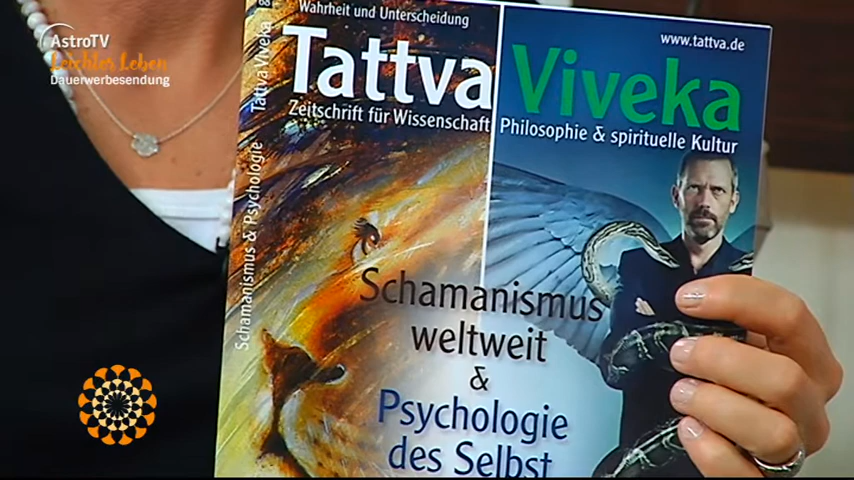 AstroTV
Leichter Leben
Dauerwerbesendung
Wahrheit und Unterscheidung
www.tattva.de
Tattva Viveka
Zeitschrift für Wissenschaft
Philosophie & spirituelle Kultur
Schamanismus
weltweit
&
Psychologie
des Selbst
Schamanismus & Psychologie
Tattva Viveka